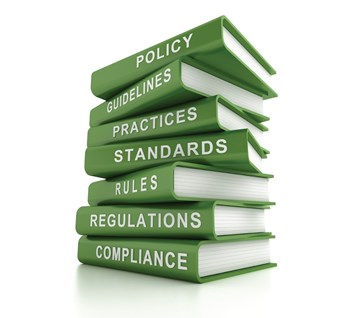 POLICY
GUIDELINES
PRACTICES
STANDARDS
RULES
REGULATIONS
COMPLIANCE